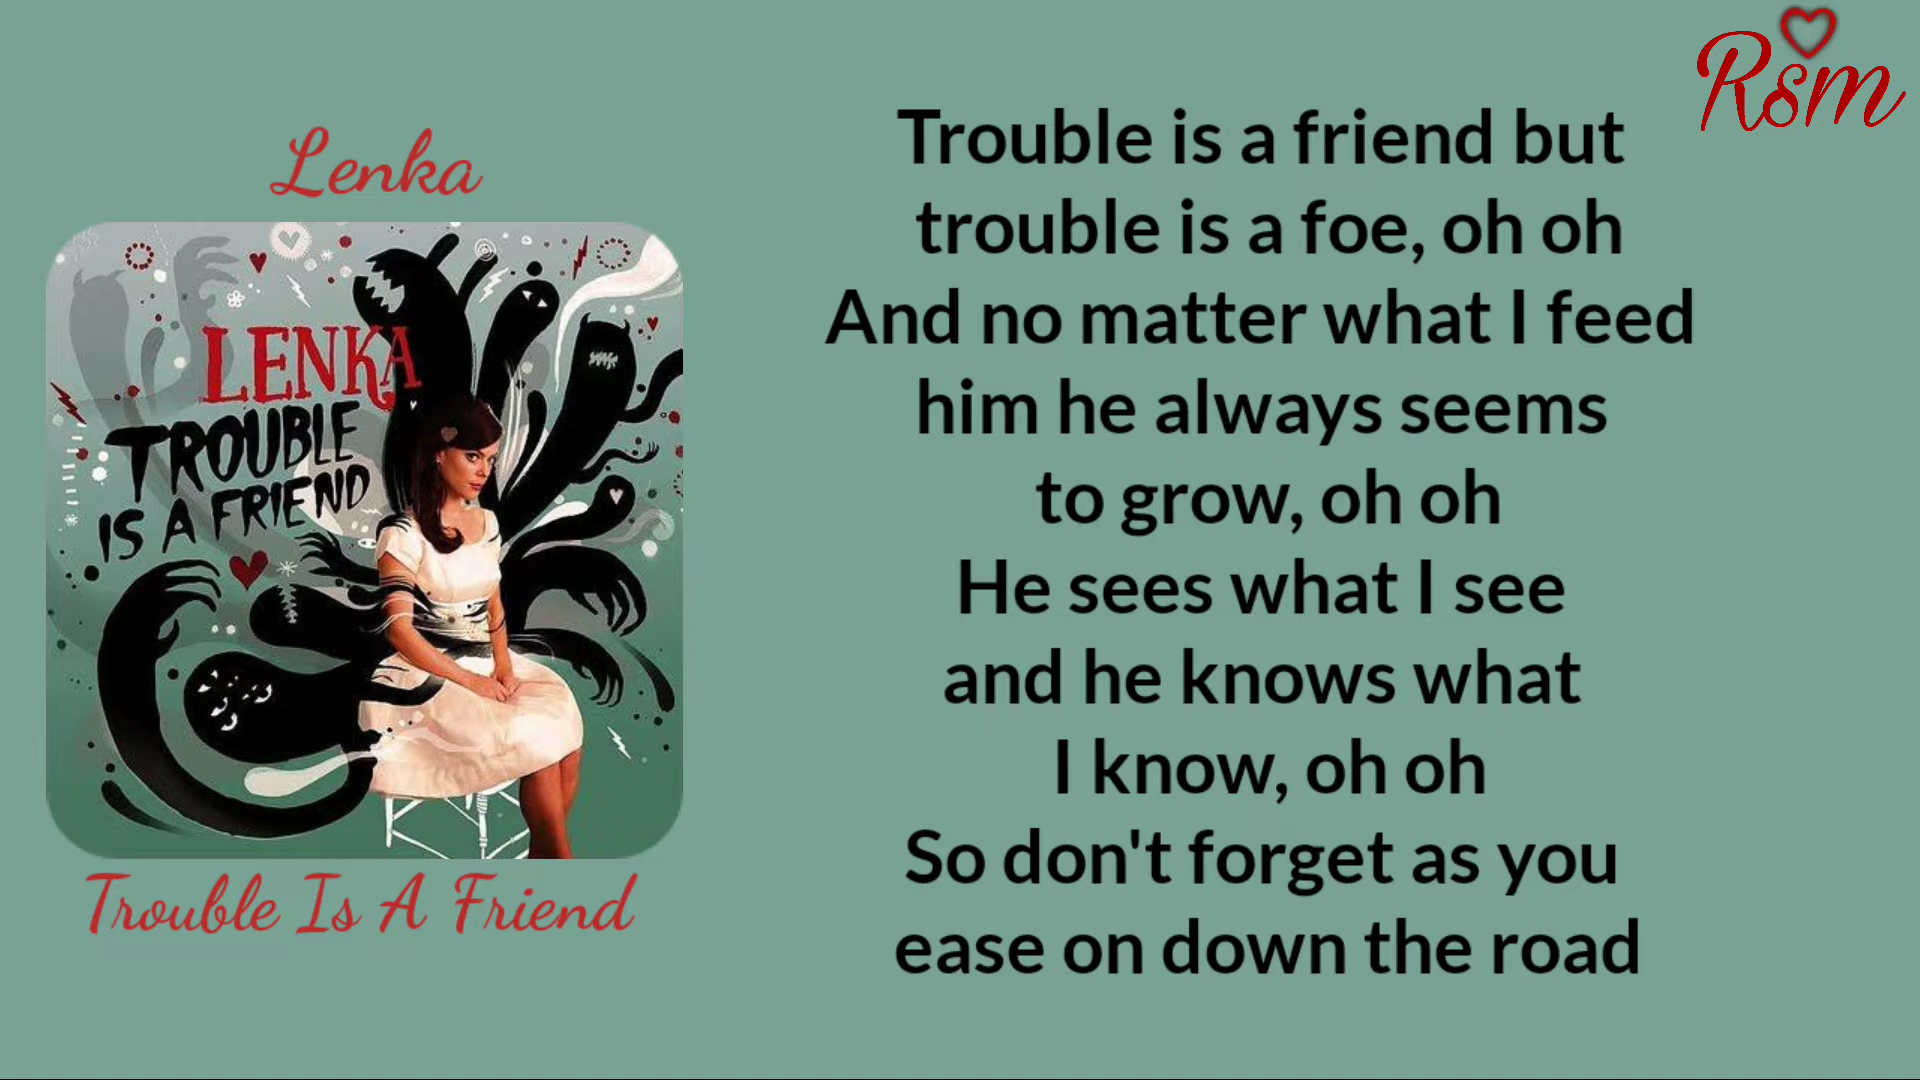 Rsm
Lenka
LENKA
TROUBLE
IS A FRIEND
Trouble Is A Friend
Trouble is a friend but
trouble is a foe, oh oh
And no matter what I feed
him he always seems
to grow, oh oh
He sees what I see
and he knows what
I know, oh oh
So don't forget as you
ease on down the road